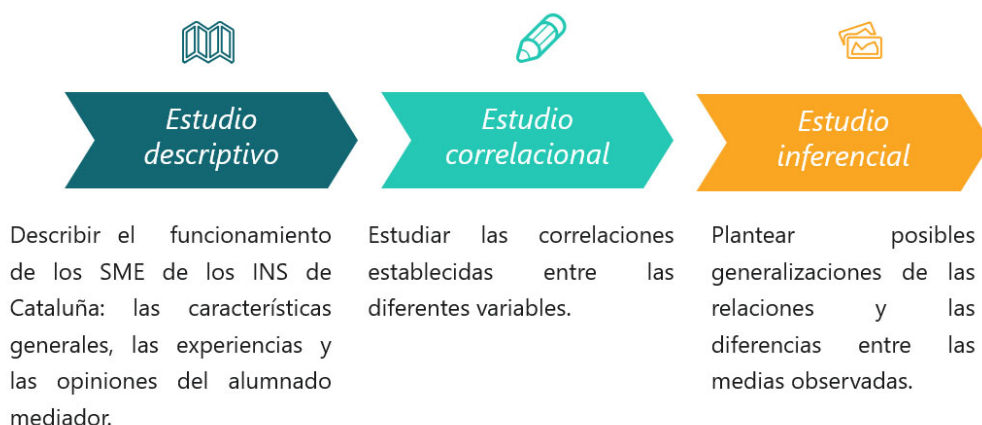 Estudio
descriptivo
Estudio
correlacional
Estudio
inferencial
Describir el funcionamiento
de los SME de los INS de
Cataluña: las características
generales, las experiencias y
las opiniones del alumnado
mediador.
Estudiar las correlaciones
establecidas entre las
diferentes variables.
Plantear posibles
generalizaciones de las
relaciones y las
diferencias entre las
medias observadas.